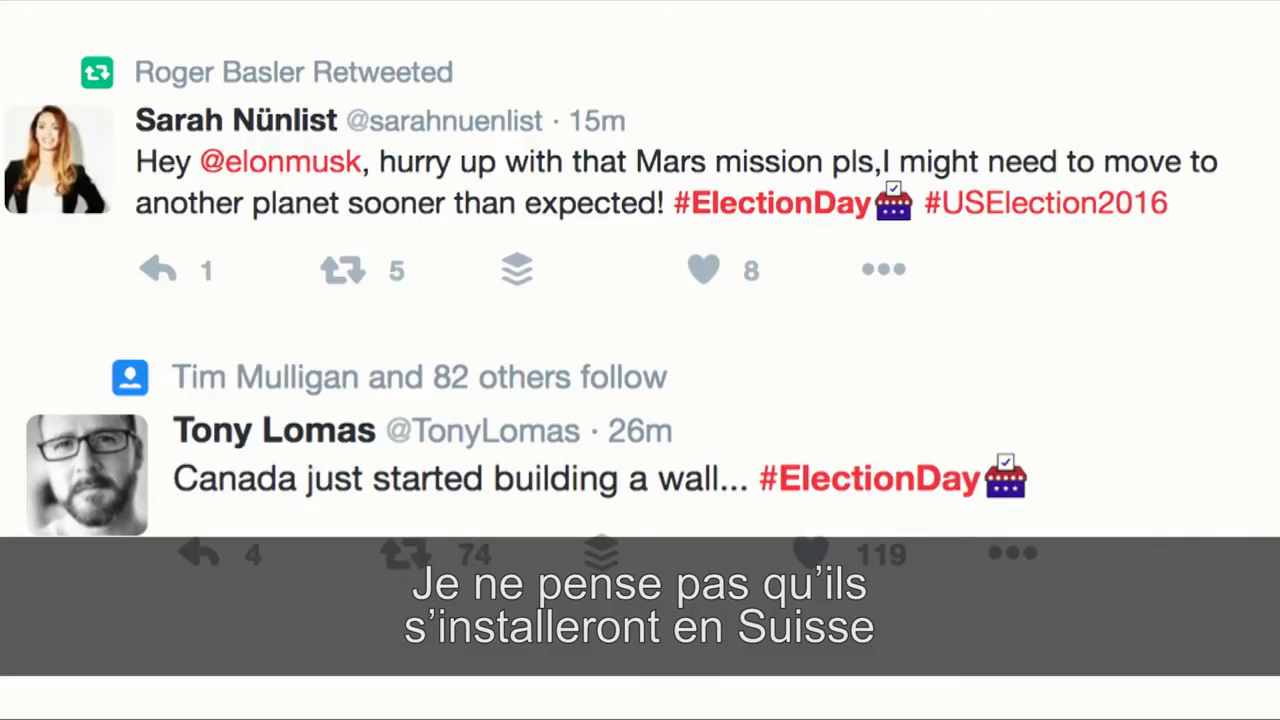 Roger Basler Retweeted
Sarah Nünlist @sarahnuenlist · 15m
Hey @elonmusk, hurry up with that Mars mission pls,I might need to move to
another planet sooner than expected! #ElectionDay #USElection2016
1 5 8
Tim Mulligan and 82 others follow
Tony Lomas @TonyLomas · 26m
Canada just started building a wall... #ElectionDay
4 74 119
Je ne pense pas qu’ils
s’installeront en Suisse